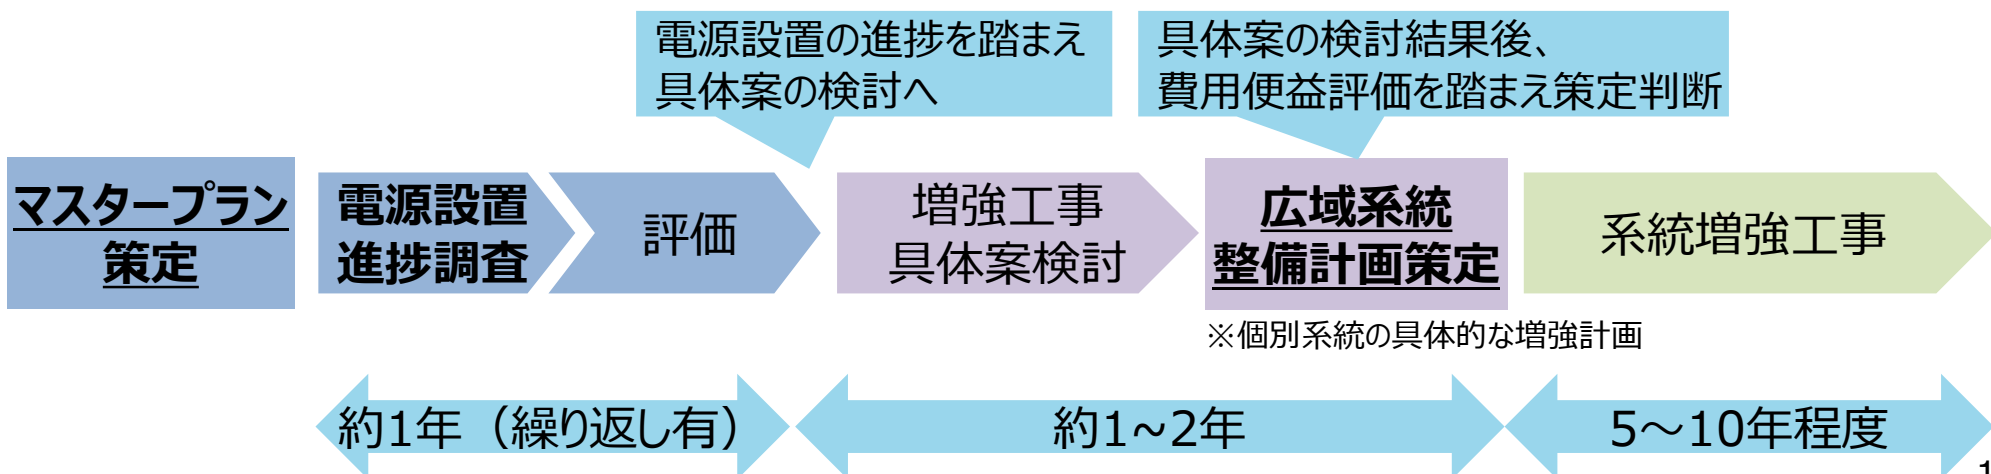 電源設置の進捗を踏まえ
具体案の検討へ
具体案の検討結果後、
費用便益評価を踏まえ策定判断
マスタープラン
策定
電源設置
進捗調査
評価
増強工事
具体案検討
広域系統
整備計画策定
系統増強工事
※個別系統の具体的な増強計画
約1年（繰り返し有）
約1~2年
5～10年程度